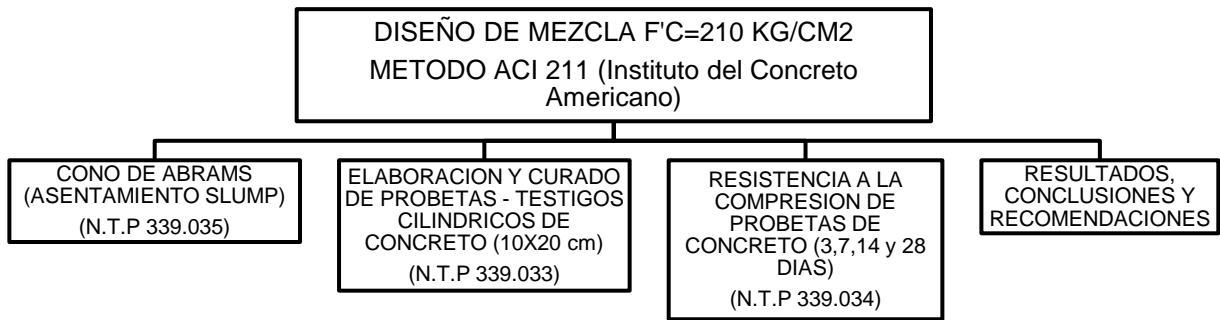 DISEÑO DE MEZCLA F'C=210 KG/CM2
METODO ACI 211 (Instituto del Concreto
Americano)
CONO DE ABRAMS
(ASENTAMIENTO SLUMP)
(N.T.P 339.035)
ELABORACION Y CURADO
DE PROBETAS - TESTIGOS
CILINDRICOS DE
CONCRETO (10X20 cm)
(N.T.P 339.033)
RESISTENCIA A LA
COMPRESION DE
PROBETAS DE
CONCRETO (3,7,14 y 28
DIAS)
(N.T.P 339.034)
RESULTADOS,
CONCLUSIONES Y
RECOMENDACIONES